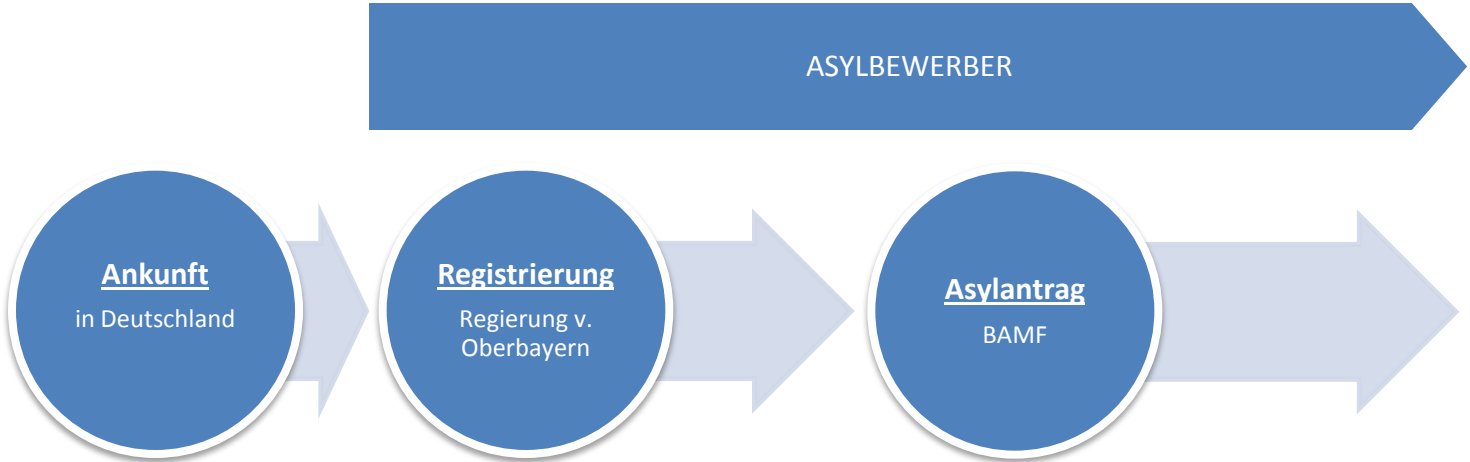 ASYLBEWERBER
Ankunft
in Deutschland
Registrierung
Regierung v.
Oberbayern
Asylantrag
BAMF